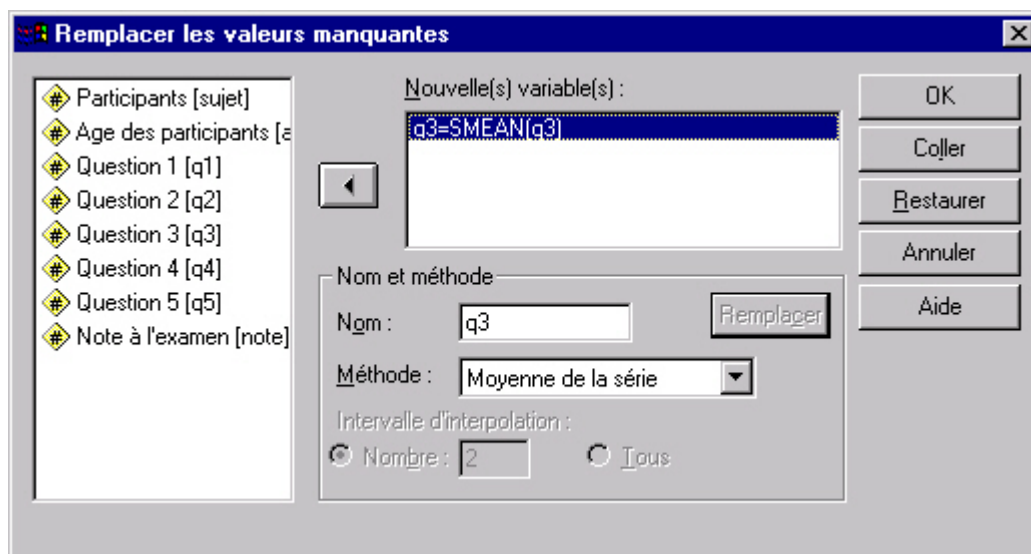 Remplacer les valeurs manquantes
Participants [sujet]
Age des participants [a
Question 1 [q1]
Question 2 [q2]
Question 3 [q3]
Question 4 [q4]
Question 5 [q5]
Note à l'examen [note]
Nouvelle(s) variable(s) :
q3=SMEAN(q3)
Nom et méthode
Nom :
q3
Remplacer
Méthode :
Moyenne de la série
Intervalle d'interpolation :
Nombre :
2
Tous
OK
Coller
Restaurer
Annuler
Aide